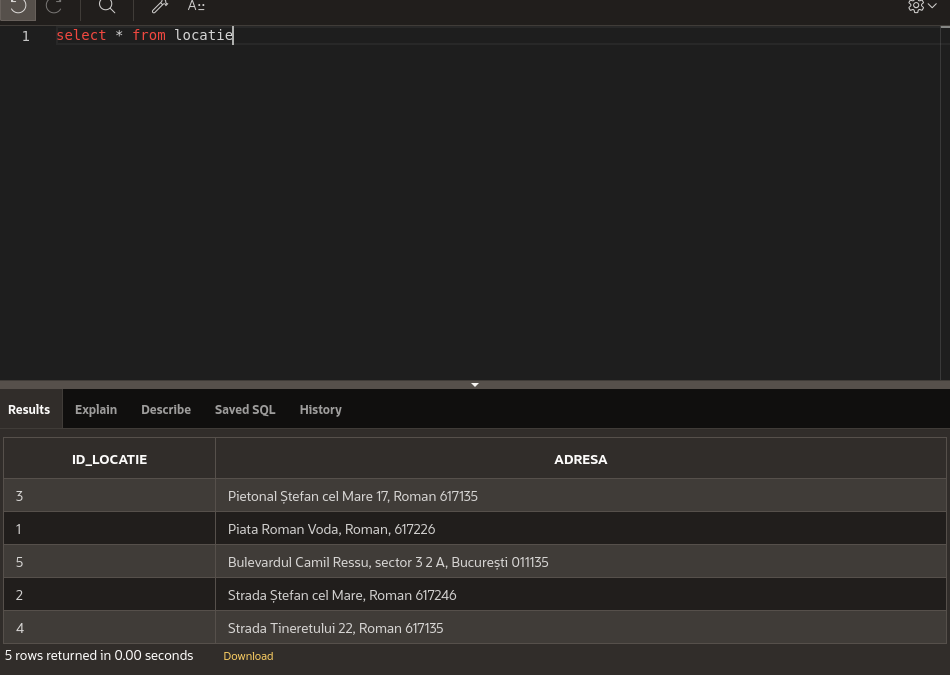 A
1 select * from locatie
Results Explain Describe Saved SQL History
ID_LOCATIE ADRESA
3 Pietonal Ștefan cel Mare 17, Roman 617135
1 Piata Roman Voda, Roman, 617226
5 Bulevardul Camil Ressu, sector 3 2 A, București 011135
2 Strada Ștefan cel Mare, Roman 617246
4 Strada Tineretului 22, Roman 617135
5 rows returned in 0.00 seconds Download